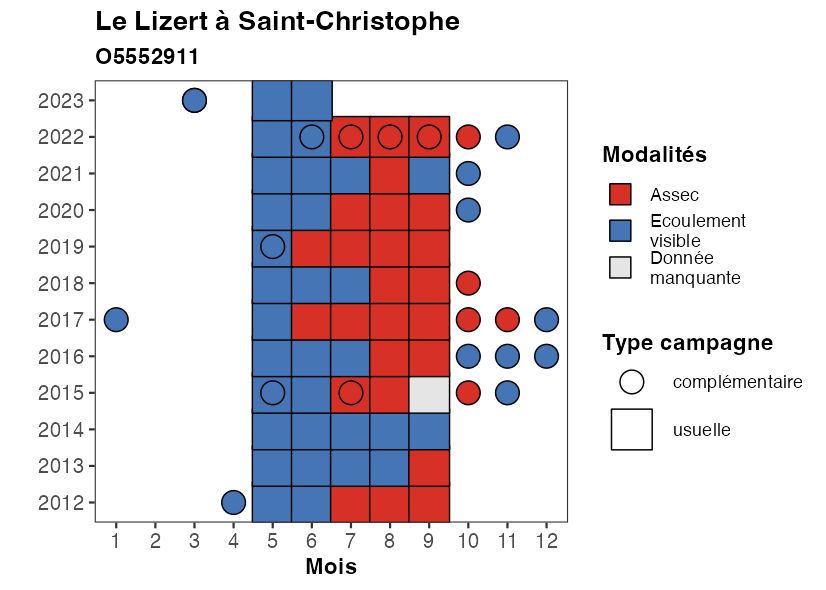 Le Lizert à Saint-Christophe
O5552911
2023
2022
2021
2020
2019
2018
2017
2016
2015
2014
2013
2012
1 2 3 4 5 6 7 8 9 10 11 12
Mois
Modalités
Assec
Ecoulement
visible
Donnée
manquante
Type campagne
complémentaire
usuelle